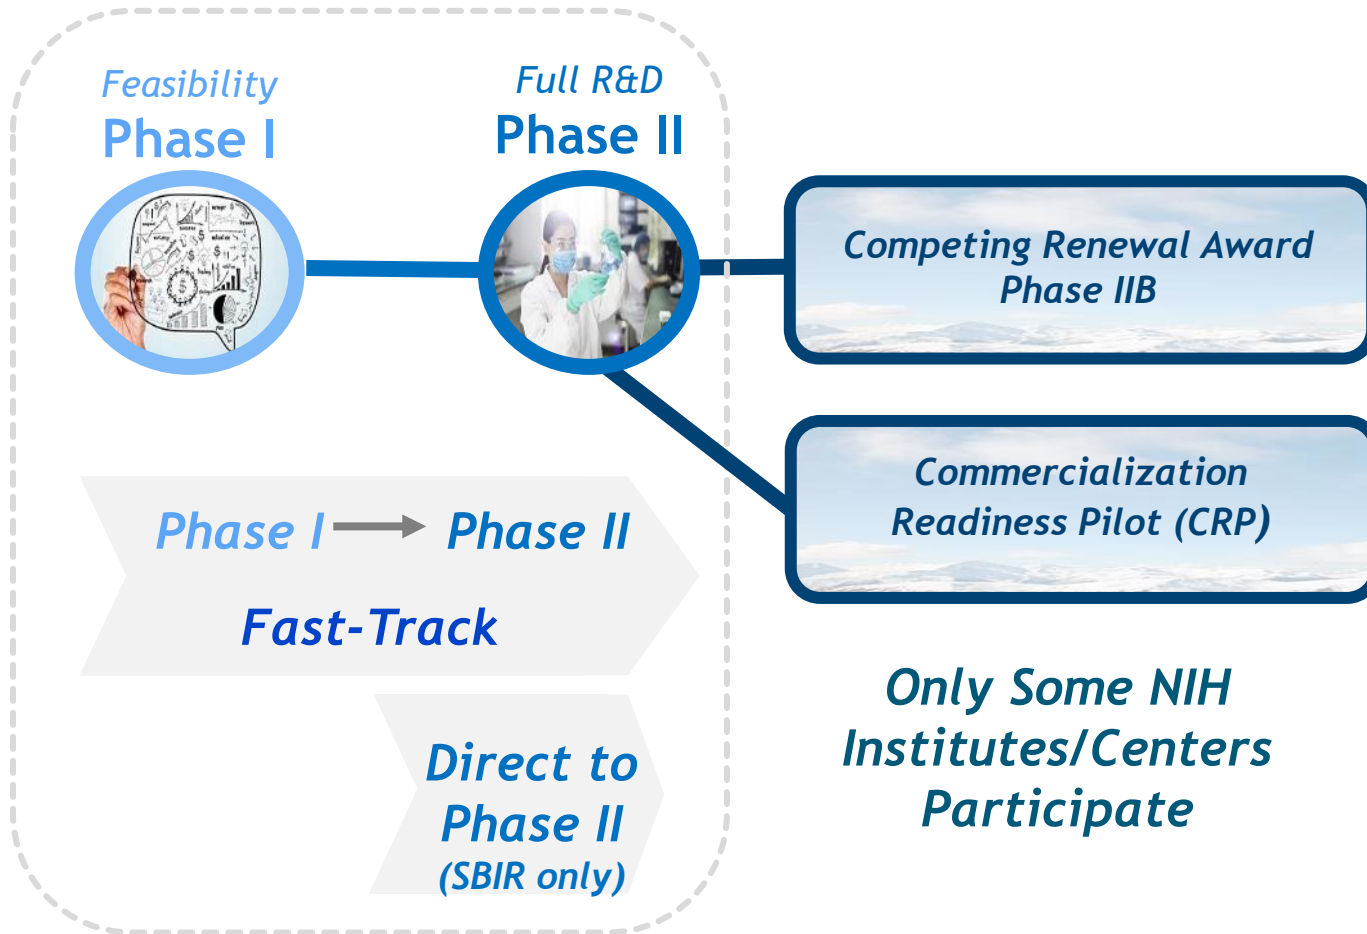 Feasibility
Phase I
Full R&D
Phase II
Competing Renewal Award
Phase IIB
Commercialization
Readiness Pilot (CRP)
Phase I
Phase II
Fast-Track
Direct to
Phase II
(SBIR only)
Only Some NIH
Institutes/Centers
Participate